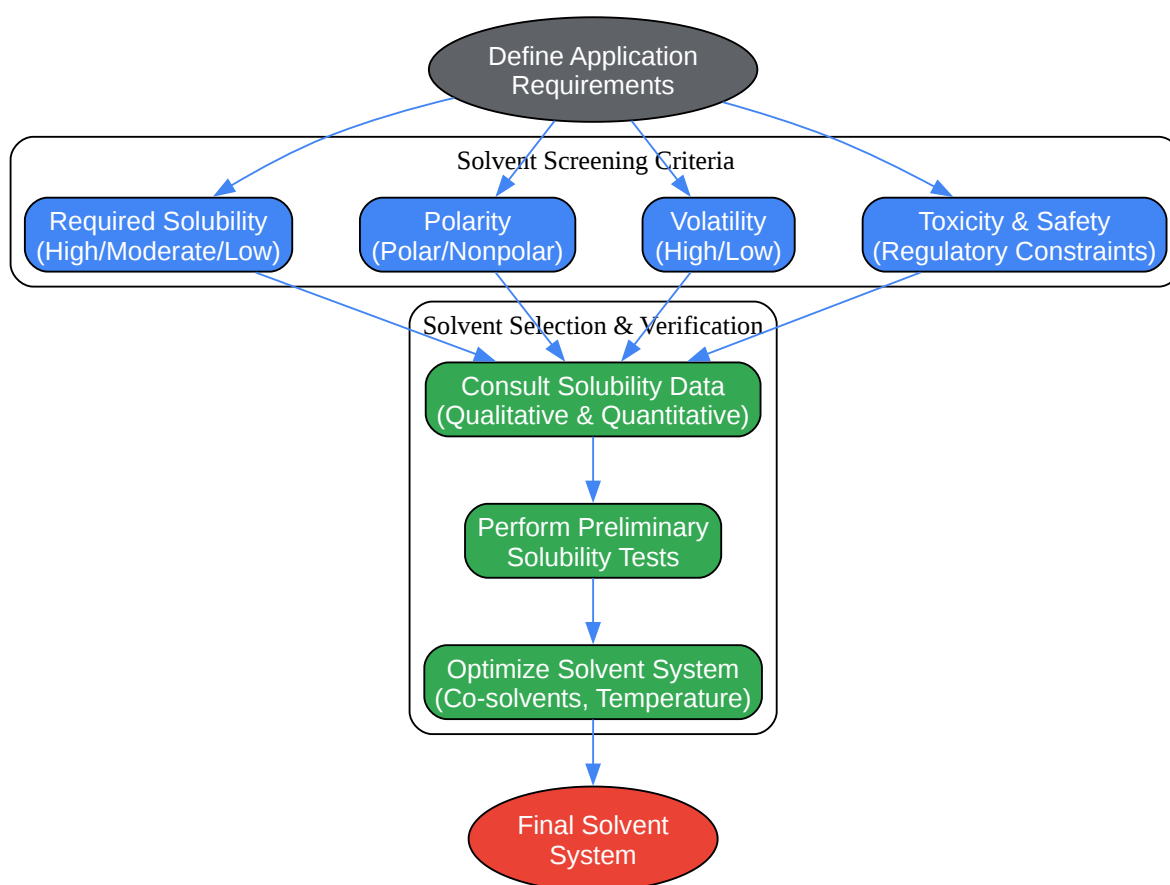 Define Application
Requirements
Solvent Screening Criteria
Required Solubility
(High/Moderate/Low)
Polarity
(Polar/Nonpolar)
Volatility
(High/Low)
Toxicity & Safety
(Regulatory Constraints)
Solvent Selection & Verification
Consult Solubility Data
(Qualitative & Quantitative)
Perform Preliminary
Solubility Tests
Optimize Solvent System
(Co-solvents, Temperature)
Final Solvent
System